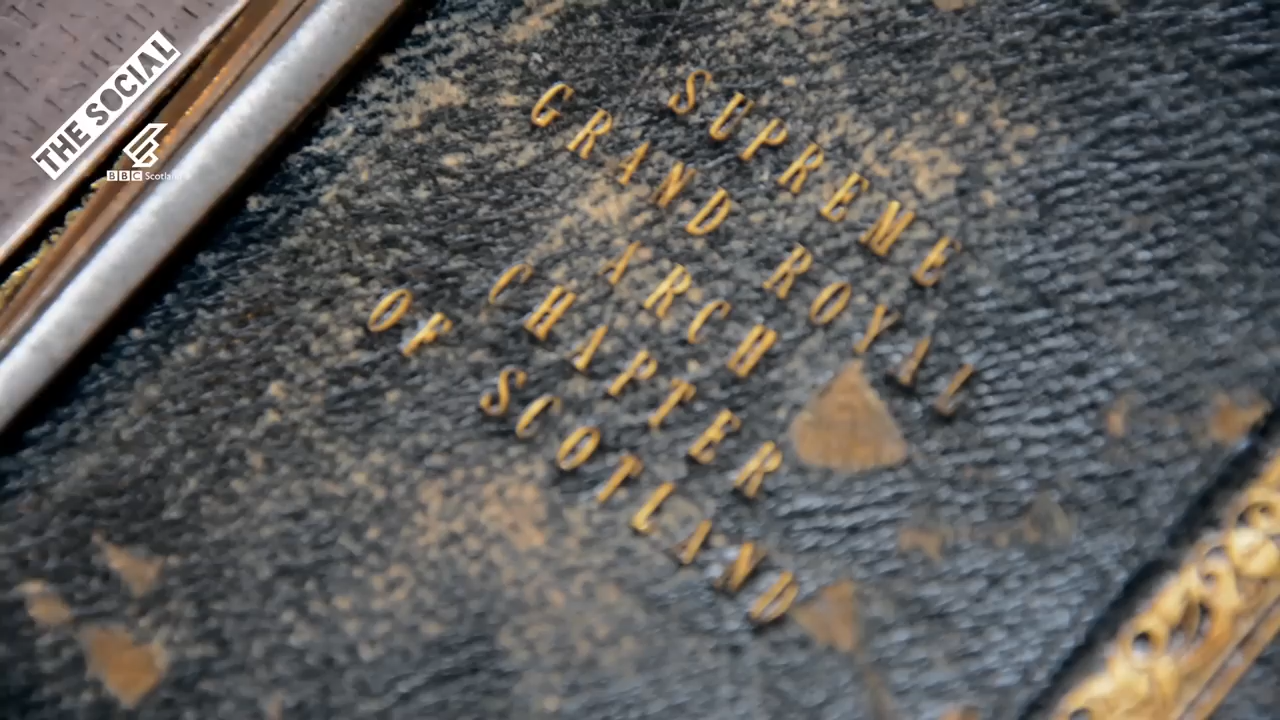 THE SOCIAL
BBC Scotland
SUPREME
GRAND ROYAL
ARCH
CHAPTER
OF SCOTLAND